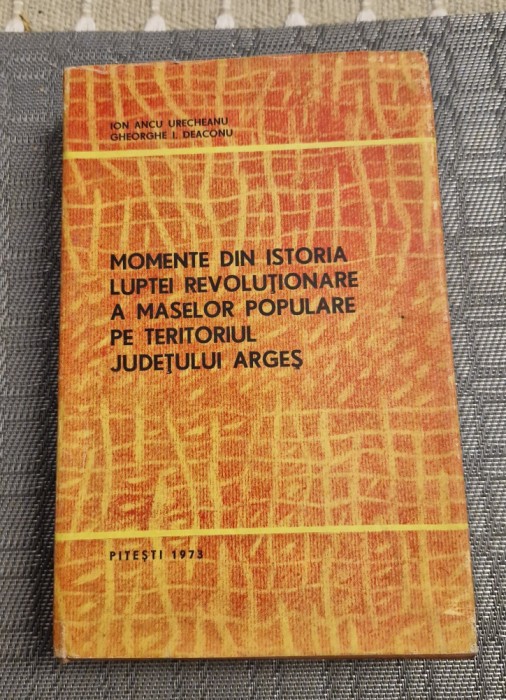 ION ANCU URECHEANU
GHEORGHE I. DEACONU
MOMENTE DIN ISTORIA
LUPTEI REVOLUŢIONARE
A MASELOR POPULARE
PE TERITORIUL
JUDEŢULUI ARGEŞ
PITEŞTI 1973